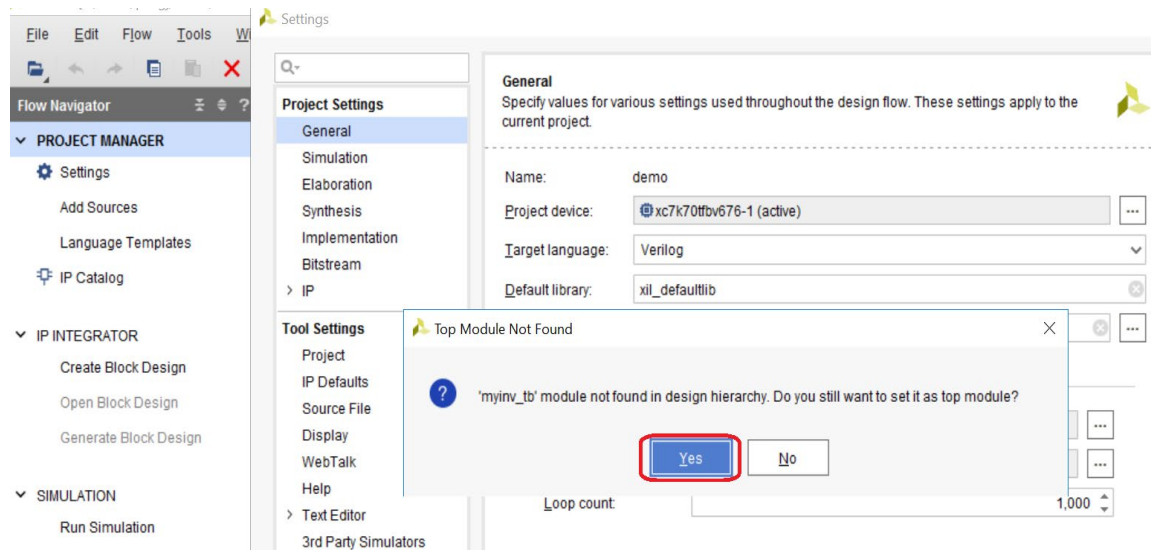 Settings
File Edit Flow Tools Wi
Flow Navigator ?
PROJECT MANAGER
Settings
Add Sources
Language Templates
IP Catalog
IP INTEGRATOR
Create Block Design
Open Block Design
Generate Block Design
SIMULATION
Run Simulation
Q-
Project Settings
General
Simulation
Elaboration
Synthesis
Implementation
Bitstream
> IP
Tool Settings
Project
IP Defaults
Source File
Display
WebTalk
Help
> Text Editor
3rd Party Simulators
General
Specify values for various settings used throughout the design flow. These settings apply to the
current project.
Name: demo
Project device: xc7k70tfbv676-1 (active) ...
Target language: Verilog
Default library: xil_defaultlib
...
Top Module Not Found
? 'myinv_tb' module not found in design hierarchy. Do you still want to set it as top module?
Yes No
...
...
Loop count: 1,000